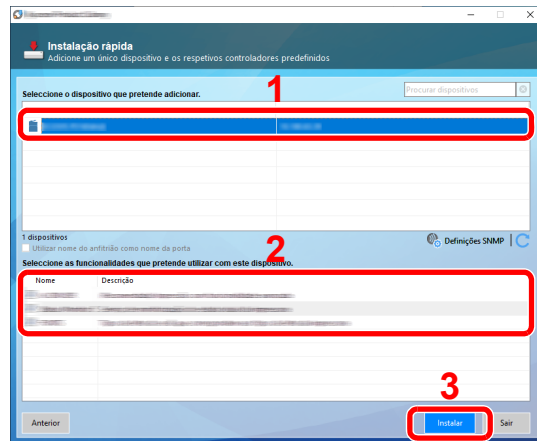 Instalação rápida
Adicione um único dispositivo e os respetivos controladores predefinidos
1
Seleccione o dispositivo que pretende adicionar.
Procurar dispositivos
1 dispositivos
Definições SNMP
Utilizar nome do anfitrião como nome da porta
2
Seleccione as funcionalidades que pretende utilizar com este dispositivo.
Nome Descrição
3
Anterior Instalar Sair